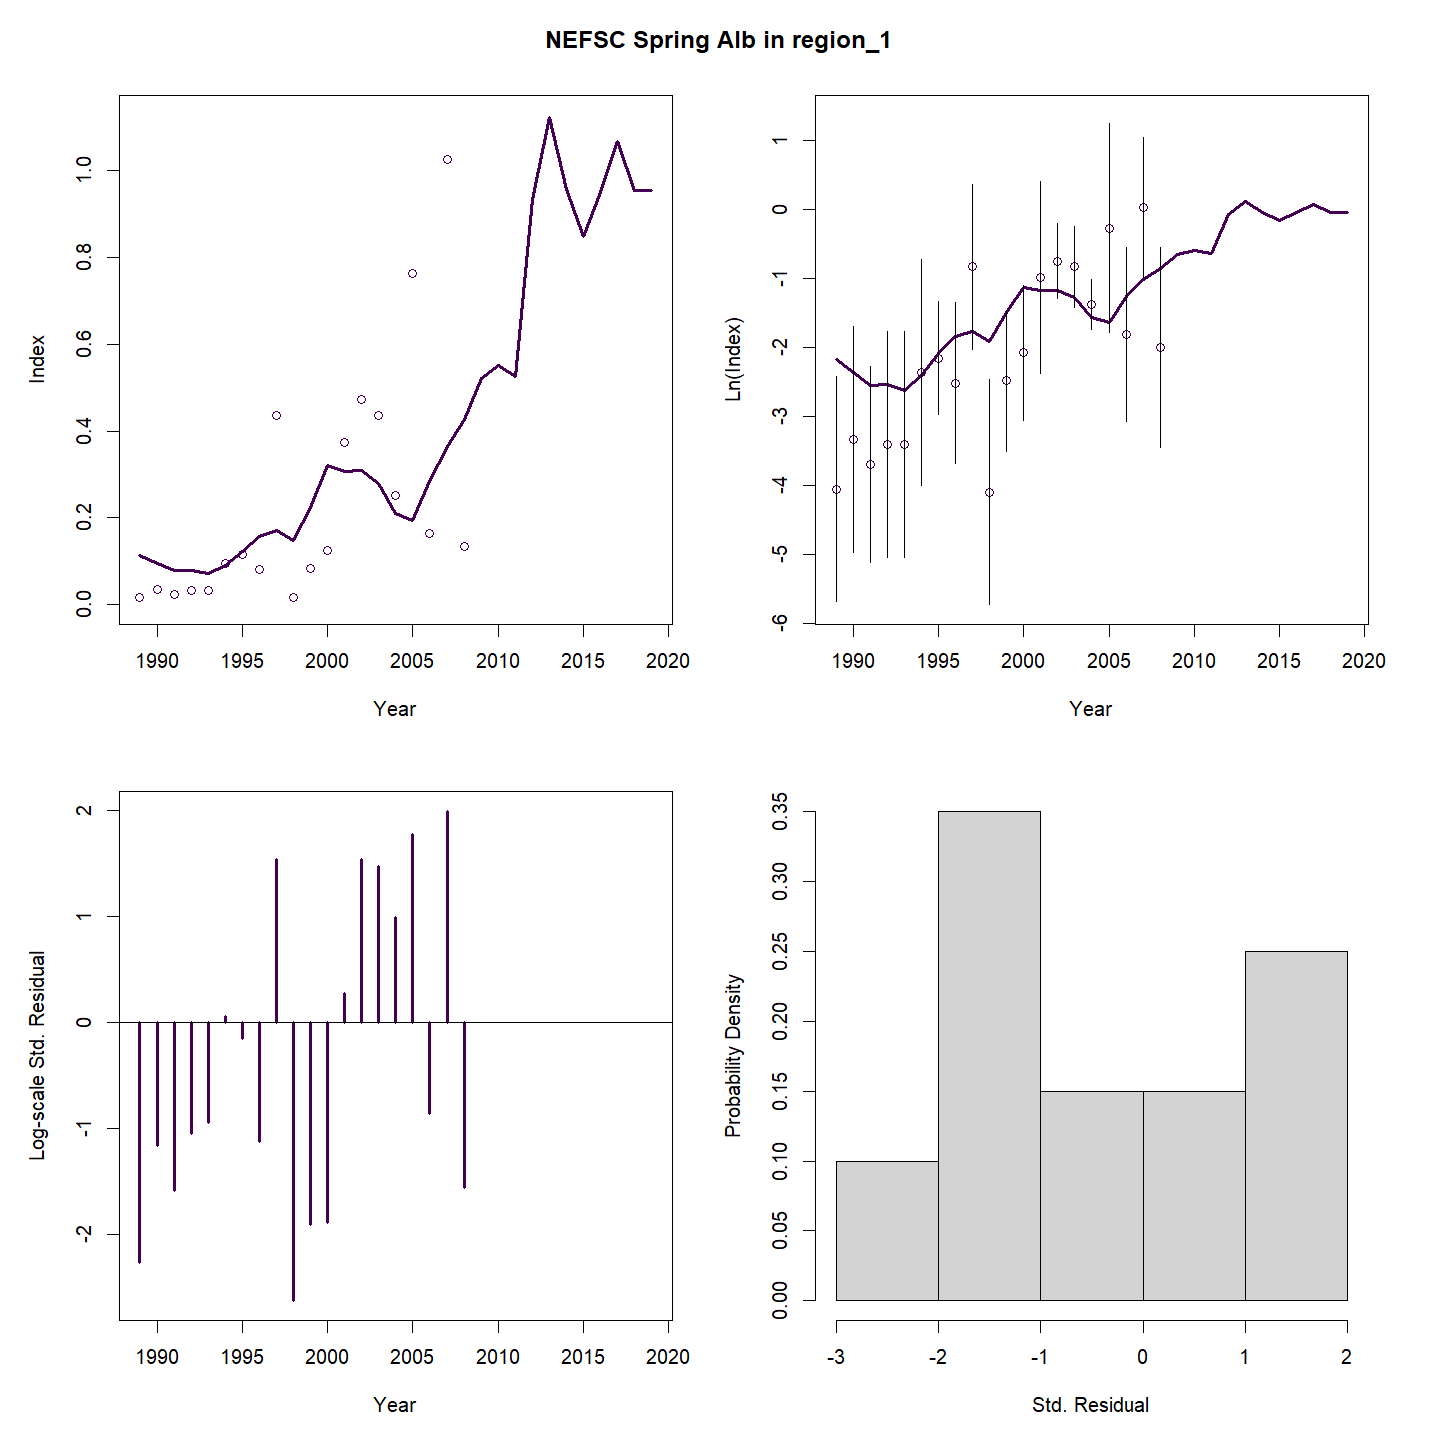 NEFSC Spring Alb in region_1
Index
0.0 0.2 0.4 0.6 0.8 1.0
1990 1995 2000 2005 2010 2015 2020
Year
Ln(Index)
-6 -5 -4 -3 -2 -1 0 1
1990 1995 2000 2005 2010 2015 2020
Year
Log-scale Std. Residual
-2 -1 0 1 2
1990 1995 2000 2005 2010 2015 2020
Year
Probability Density
0.00 0.05 0.10 0.15 0.20 0.25 0.30 0.35
-3 -2 -1 0 1 2
Std. Residual